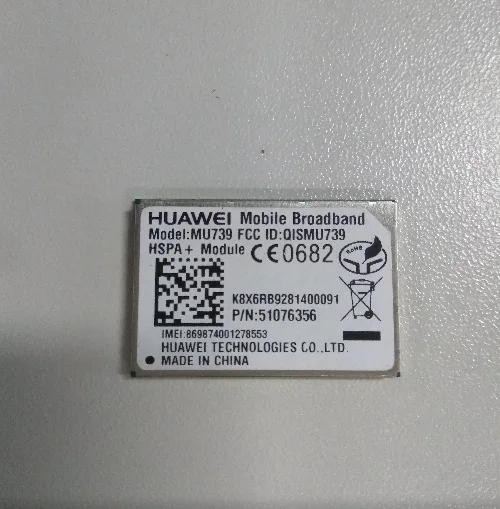 HUAWEI Mobile Broadband
Model:MU739 FCC ID:QISMU739
HSPA+ Module CE0682
K8X6RB9281400091
P/N:51076356
IMEI:869874001278553
HUAWEI TECHNOLOGIES CO.,LTD.
MADE IN CHINA